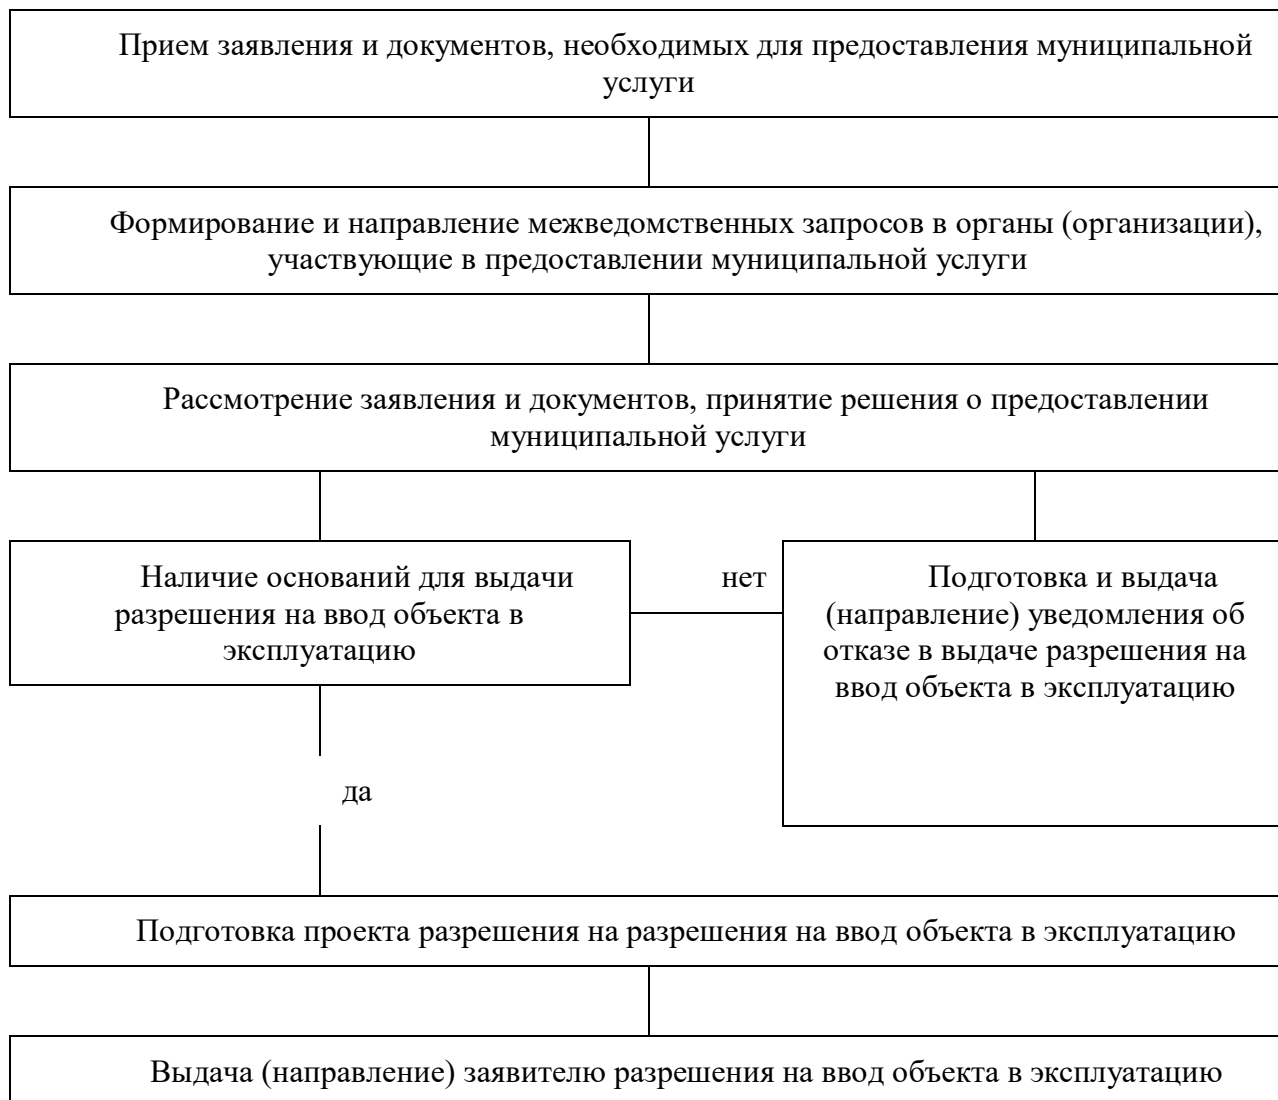 Прием заявления и документов, необходимых для предоставления муниципальной
услуги
Формирование и направление межведомственных запросов в органы (организации),
участвующие в предоставлении муниципальной услуги
Рассмотрение заявления и документов, принятие решения о предоставлении
муниципальной услуги
Наличие оснований для выдачи
разрешения на ввод объекта в
эксплуатацию
нет
Подготовка и выдача
(направление) уведомления об
отказе в выдаче разрешения на
ввод объекта в эксплуатацию
да
Подготовка проекта разрешения на разрешения на ввод объекта в эксплуатацию
Выдача (направление) заявителю разрешения на ввод объекта в эксплуатацию